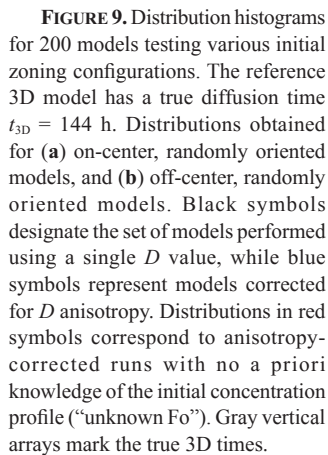 FIGURE 9. Distribution histograms
for 200 models testing various initial
zoning configurations. The reference
3D model has a true diffusion time
t3D = 144 h. Distributions obtained
for (a) on-center, randomly oriented
models, and (b) off-center, randomly
oriented models. Black symbols
designate the set of models performed
using a single D value, while blue
symbols represent models corrected
for D anisotropy. Distributions in red
symbols correspond to anisotropy-
corrected runs with no a priori
knowledge of the initial concentration
profile (“unknown Fo”). Gray vertical
arrays mark the true 3D times.